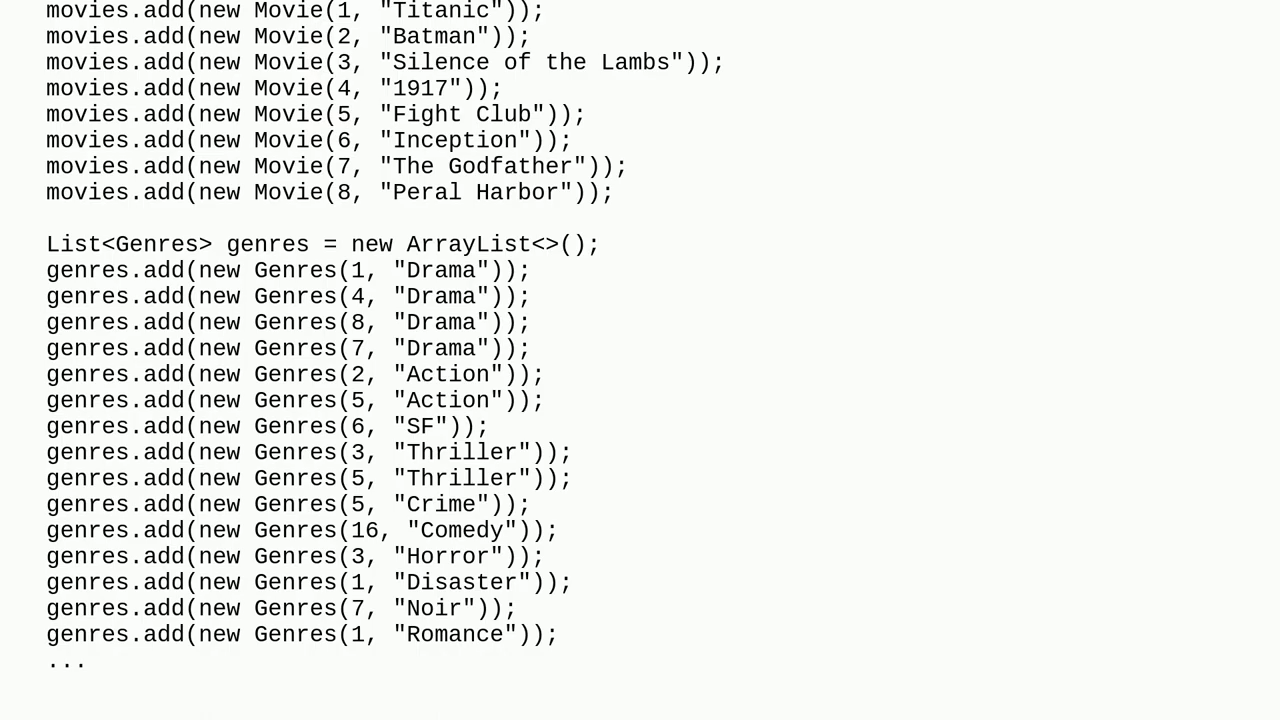 movies.add(new Movie(1, "Titanic"));
movies.add(new Movie(2, "Batman"));
movies.add(new Movie(3, "Silence of the Lambs"));
movies.add(new Movie(4, "1917"));
movies.add(new Movie(5, "Fight Club"));
movies.add(new Movie(6, "Inception"));
movies.add(new Movie(7, "The Godfather"));
movies.add(new Movie(8, "Peral Harbor"));
List<Genres> genres = new ArrayList<>();
genres.add(new Genres(1, "Drama"));
genres.add(new Genres(4, "Drama"));
genres.add(new Genres(8, "Drama"));
genres.add(new Genres(7, "Drama"));
genres.add(new Genres(2, "Action"));
genres.add(new Genres(5, "Action"));
genres.add(new Genres(6, "SF"));
genres.add(new Genres(3, "Thriller"));
genres.add(new Genres(5, "Thriller"));
genres.add(new Genres(5, "Crime"));
genres.add(new Genres(16, "Comedy"));
genres.add(new Genres(3, "Horror"));
genres.add(new Genres(1, "Disaster"));
genres.add(new Genres(7, "Noir"));
genres.add(new Genres(1, "Romance"));
...